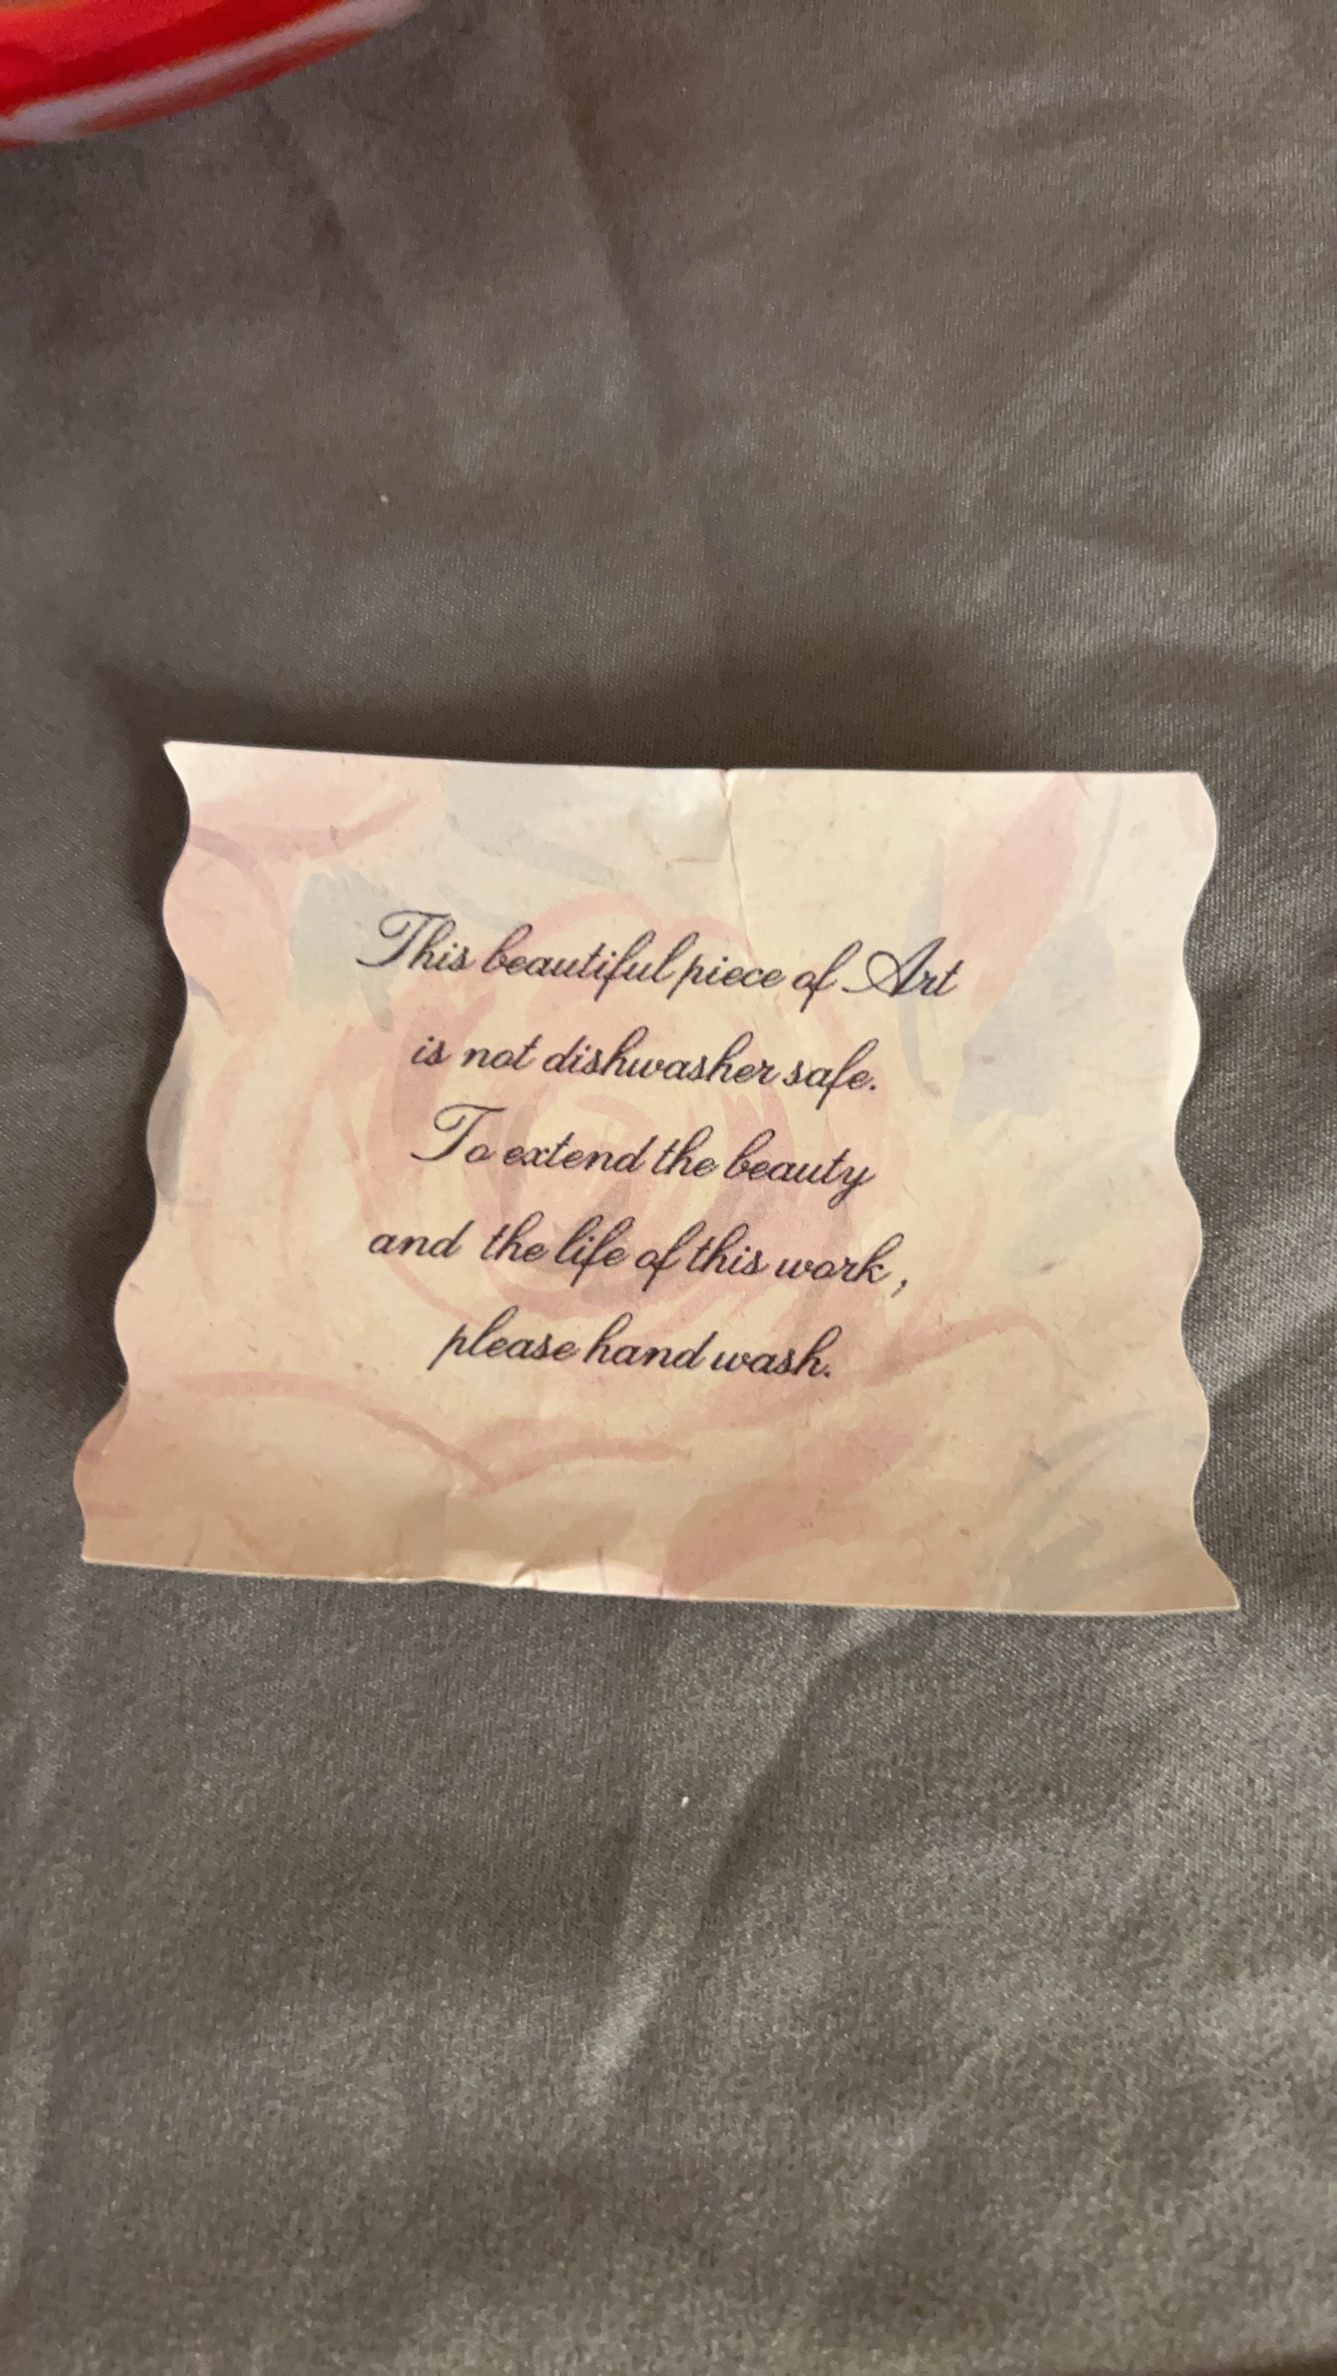 This beautiful piece of Art
is not dishwasher safe.
To extend the beauty
and the life of this work,
please hand wash.